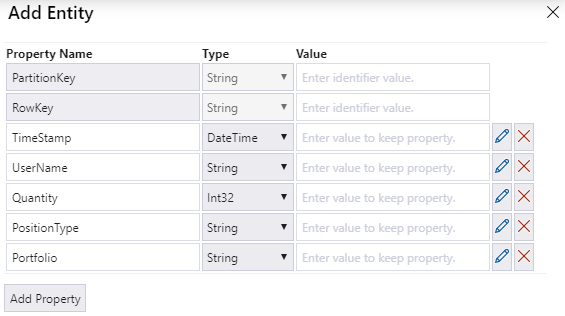 Add Entity
Property Name Type Value
PartitionKey String Enter identifier value.
RowKey String Enter identifier value.
TimeStamp DateTime Enter value to keep property.
UserName String Enter value to keep property.
Quantity Int32 Enter value to keep property.
PositionType String Enter value to keep property.
Portfolio String Enter value to keep property.
Add Property